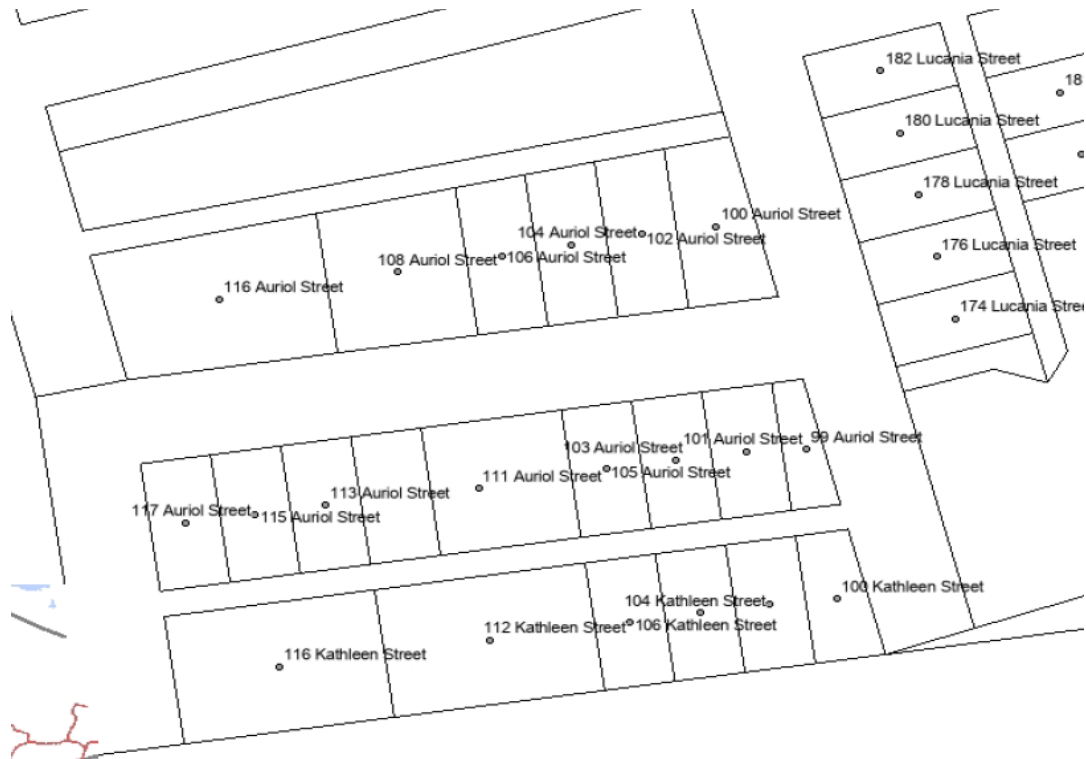 182 Lucania Street
18
180 Lucania Street
178 Lucania Street
100 Auriol Street
104 Auriol Street
102 Auriol Street
176 Lucania Street
108 Auriol Street
106 Auriol Street
116 Auriol Street
174 Lucania Stree
99 Auriol Street
101 Auriol Street
103 Auriol Street
105 Auriol Street
111 Auriol Street
113 Auriol Street
117 Auriol Street
115 Auriol Street
100 Kathleen Street
104 Kathleen Street
106 Kathleen Street
112 Kathleen Street
116 Kathleen Street